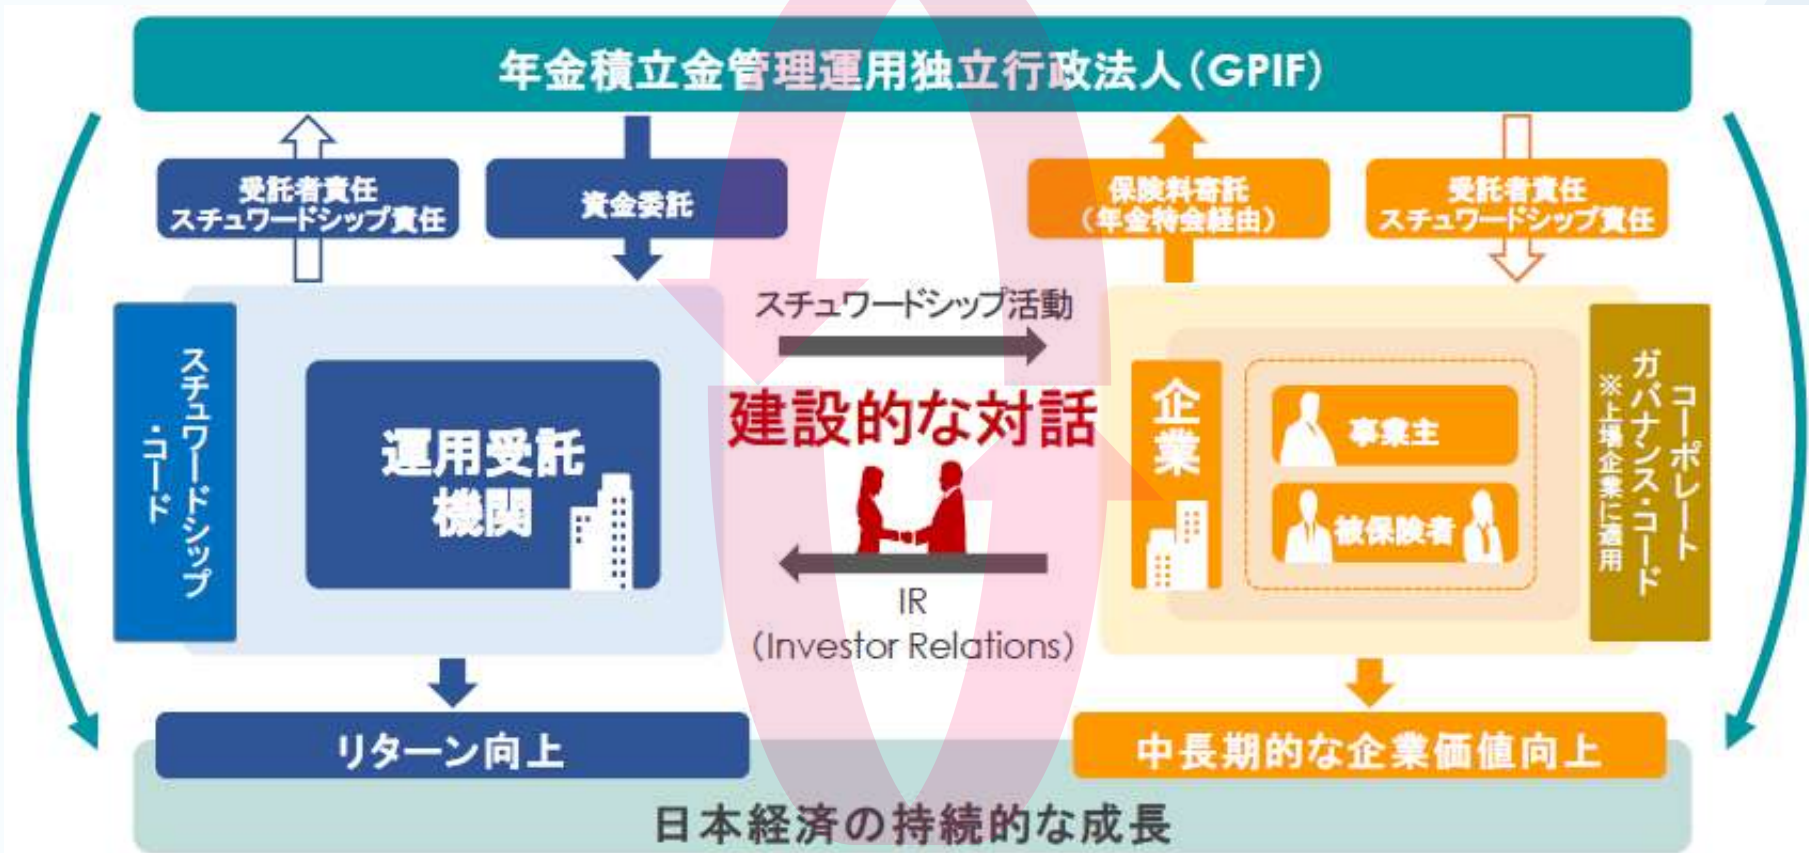 年金積立金管理運用独立行政法人（GPIF）
受託者責任
スチュワードシップ責任
資金委託
保険料寄託
（年金特会経由）
受託者責任
スチュワードシップ責任
スチュワードシップ
・コード
運用受託
機関
スチュワードシップ活動
建設的な対話
IR
（Investor Relations）
企業
事業主
被保険者
コーポレート
ガバナンス・コード
※上場企業に適用
リターン向上
中長期的な企業価値向上
日本経済の持続的な成長